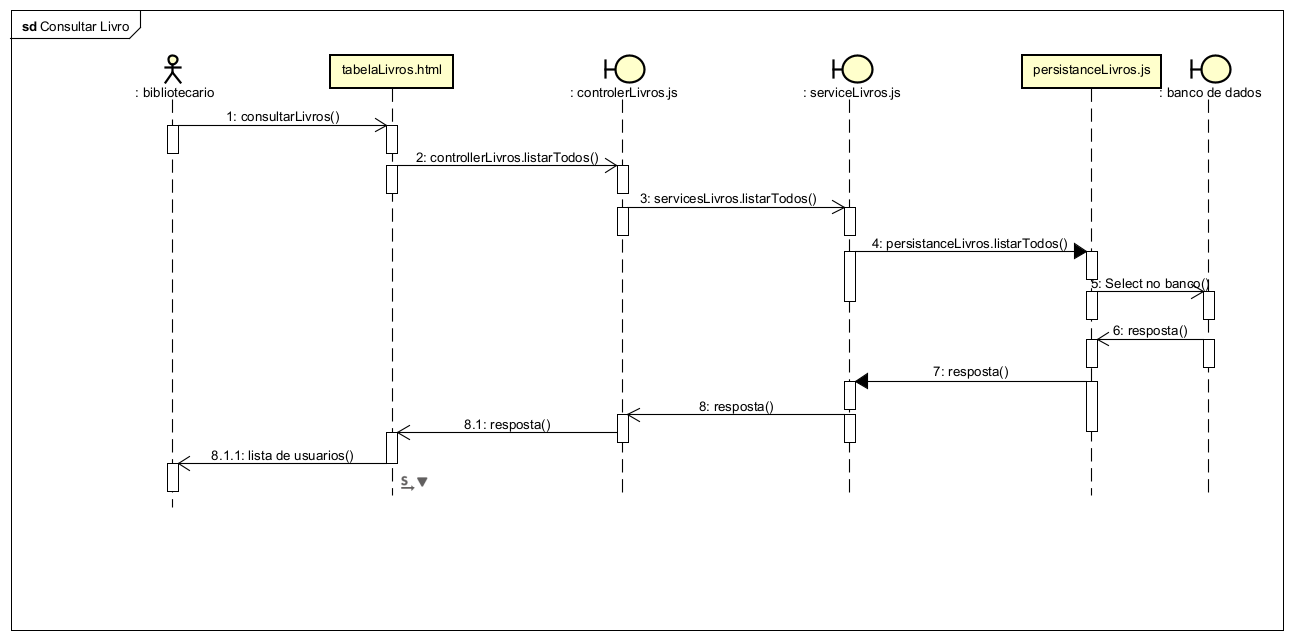 sd Consultar Livro
: bibliotecario
tabelaLivros.html
: controlerLivros.js
: serviceLivros.js
persistanceLivros.js
: banco de dados
1: consultarLivros()
2: controllerLivros.listarTodos()
3: servicesLivros.listarTodos()
4: persistanceLivros.listarTodos()
5: Select no banco()
6: resposta()
7: resposta()
8: resposta()
8.1: resposta()
8.1.1: lista de usuarios()
S